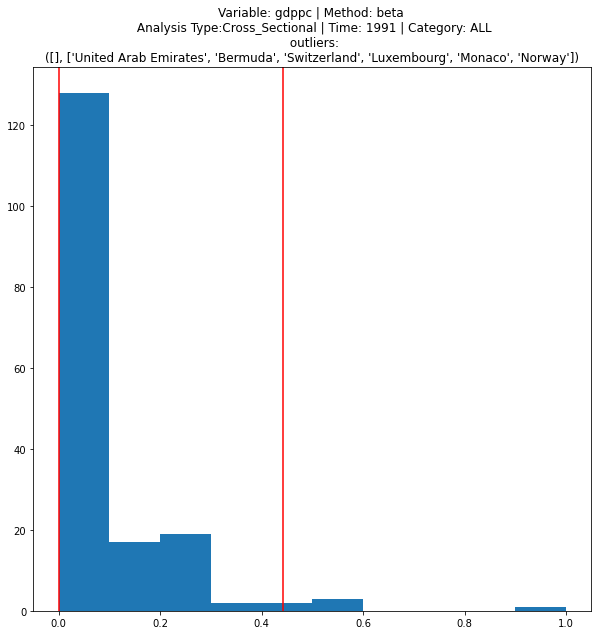 Variable: gdppc | Method: beta
Analysis Type:Cross_Sectional | Time: 1991 | Category: ALL
outliers:
([], ['United Arab Emirates', 'Bermuda', 'Switzerland', 'Luxembourg', 'Monaco', 'Norway'])
120
100
80
60
40
20
0
0.0 0.2 0.4 0.6 0.8 1.0